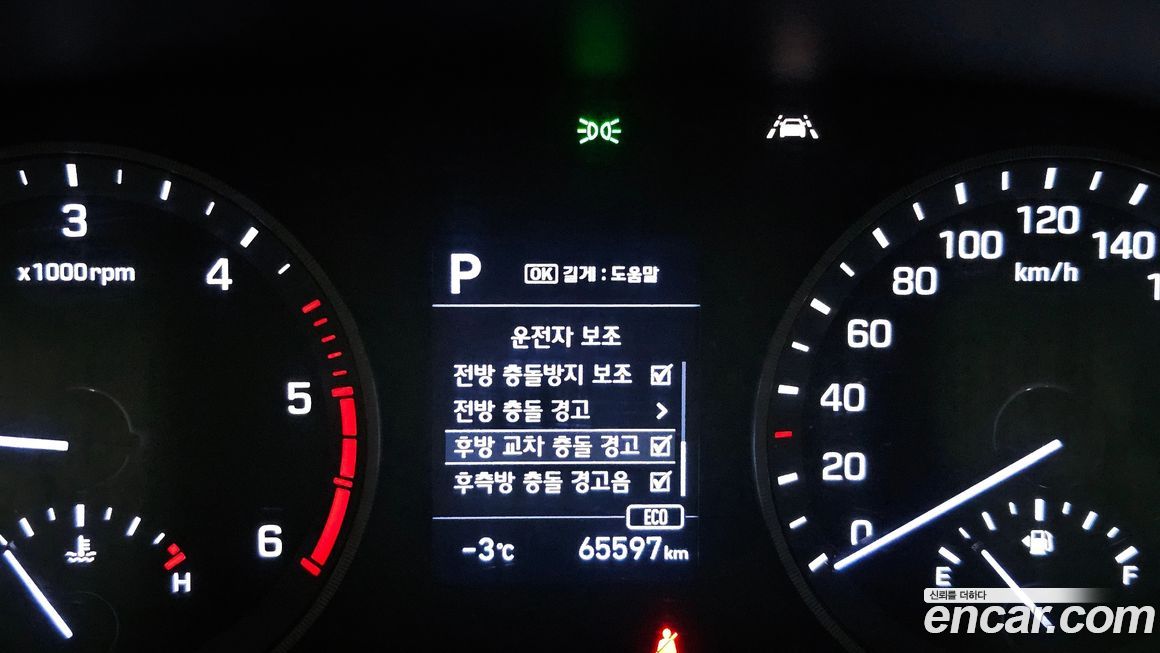 3
x1000rpm
4
5
6
H
P
OK 길게 : 도움말
운전자 보조
전방 충돌방지 보조
전방 충돌 경고
후방 교차 충돌 경고
후측방 충돌 경고음
ECO
-3℃
65597 km
0
20
40
60
80
100
120
140
km/h
E
F
신뢰를 더하다
encar.com